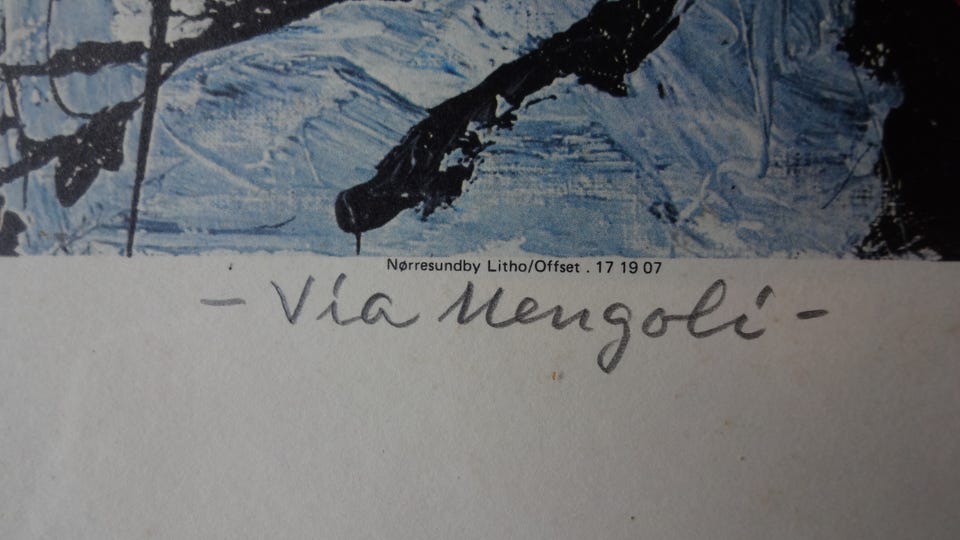 Nørresundby Litho/Offset . 17 19 07
- Via Mengoli -